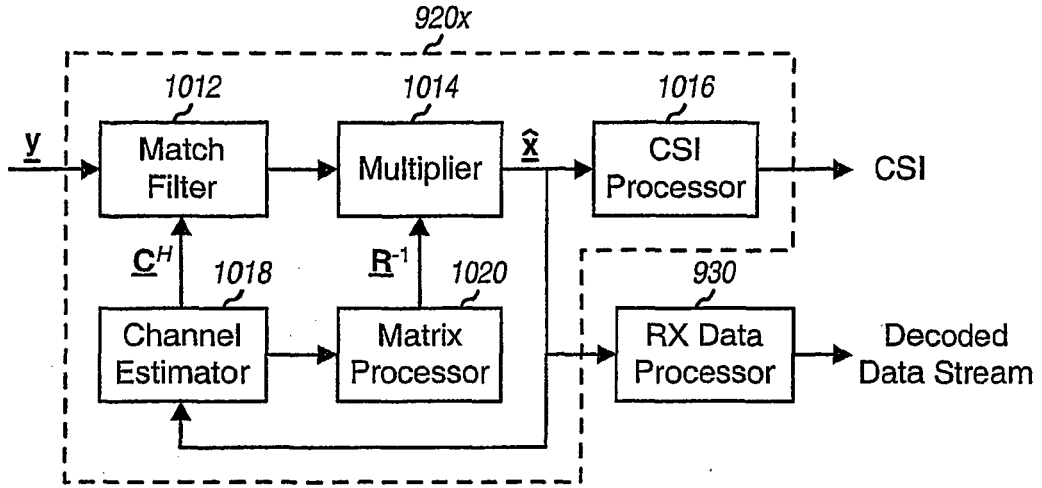 920x
1012
1014
1016
y
Match
Filter
Multiplier
x̂
CSI
Processor
CSI
C^H
1018
R^-1
1020
930
Channel
Estimator
Matrix
Processor
RX Data
Processor
Decoded
Data Stream